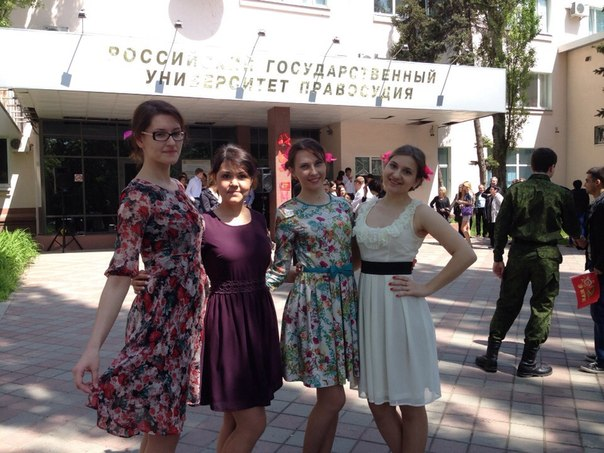 РОССИЙСКИЙ ГОСУДАРСТВЕННЫЙ
УНИВЕРСИТЕТ ПРАВОСУДИЯ